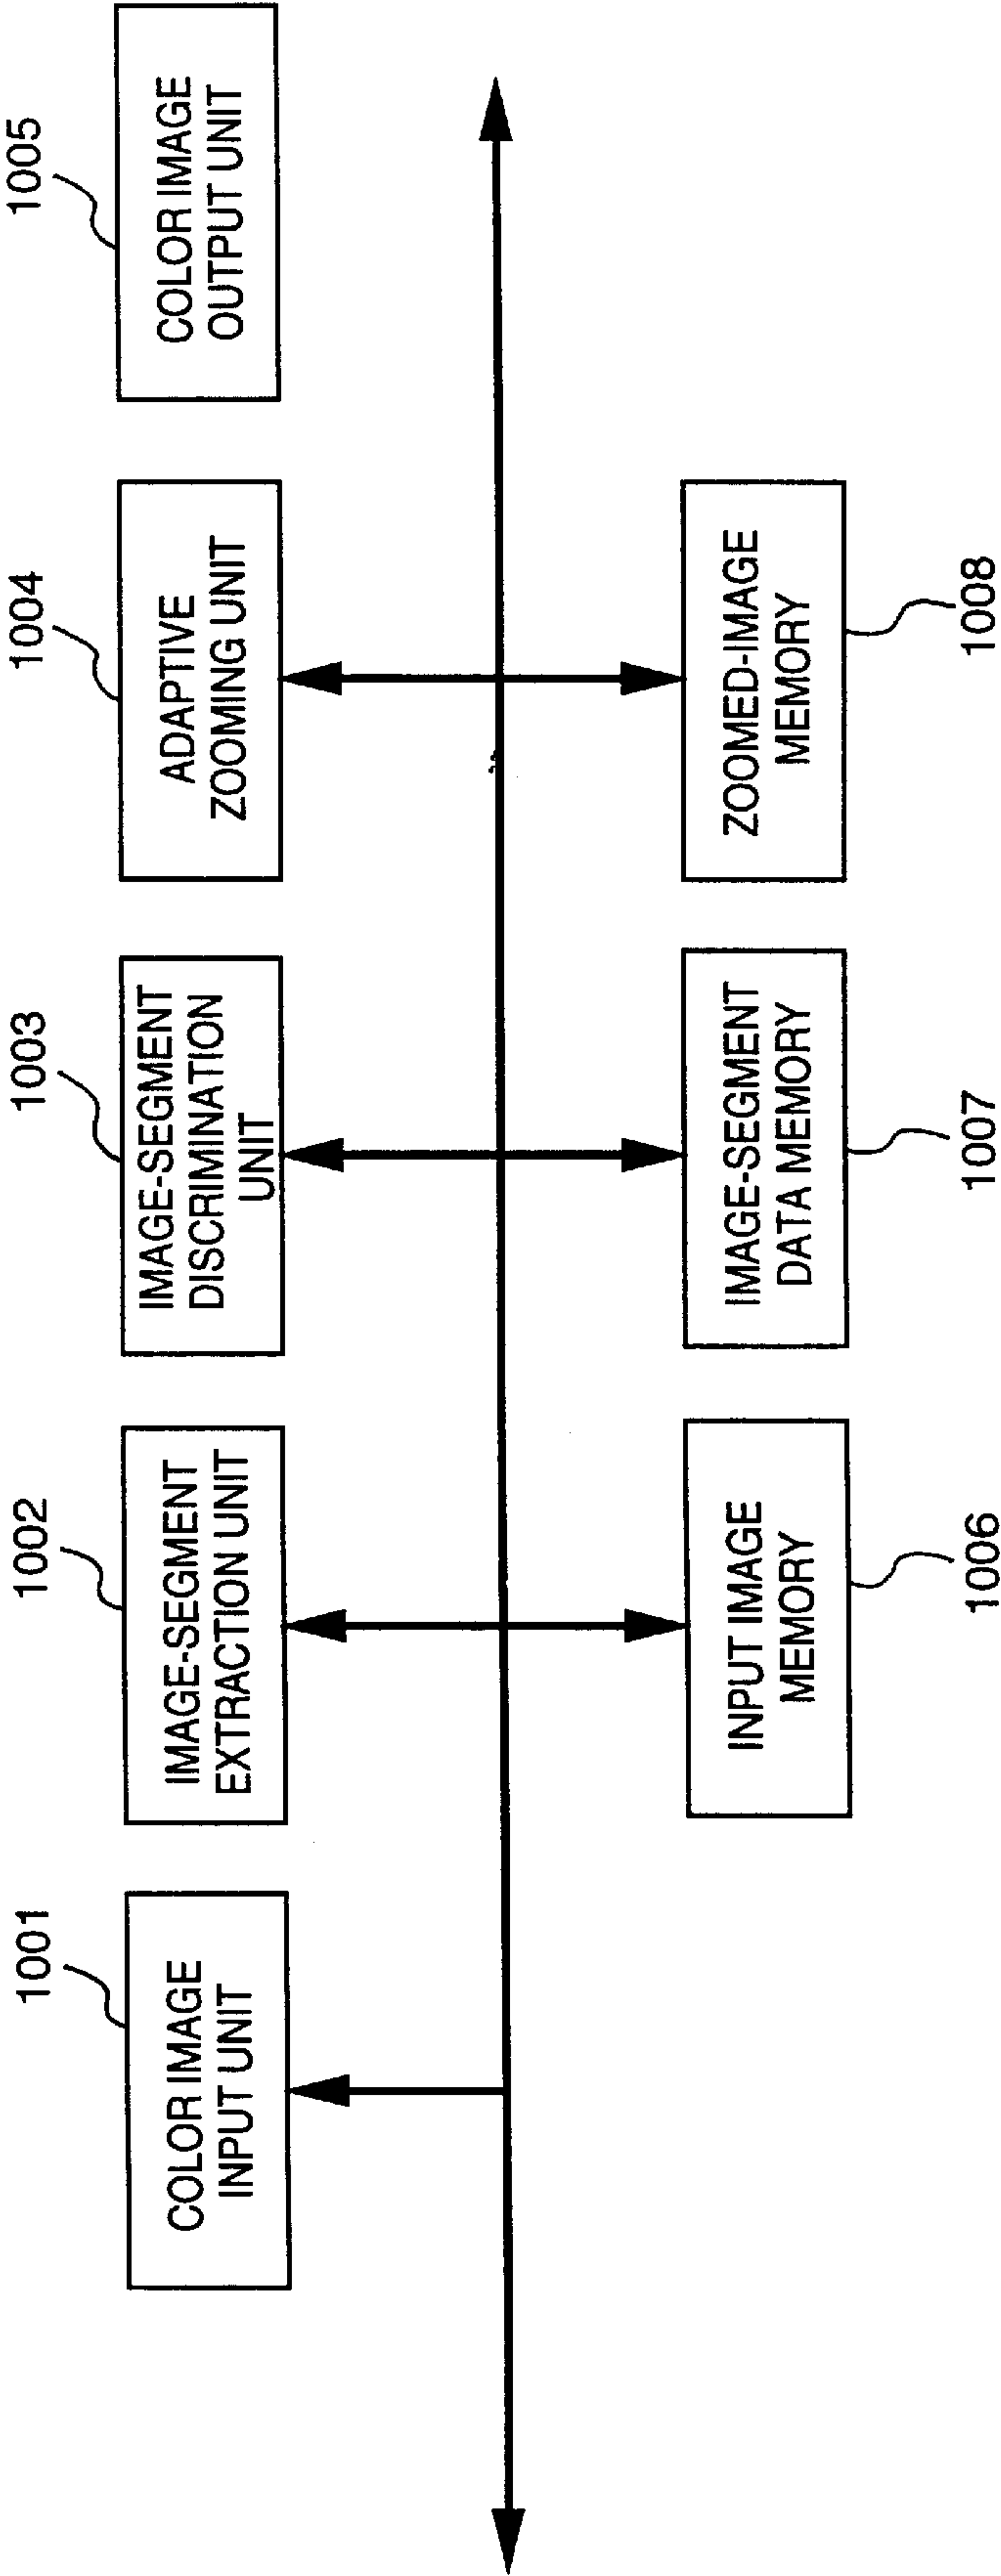 1001
COLOR IMAGE
INPUT UNIT
1002
IMAGE-SEGMENT
EXTRACTION UNIT
1003
IMAGE-SEGMENT
DISCRIMINATION
UNIT
1004
ADAPTIVE
ZOOMING UNIT
1005
COLOR IMAGE
OUTPUT UNIT
INPUT IMAGE
MEMORY
1006
IMAGE-SEGMENT
DATA MEMORY
1007
ZOOMED-IMAGE
MEMORY
1008